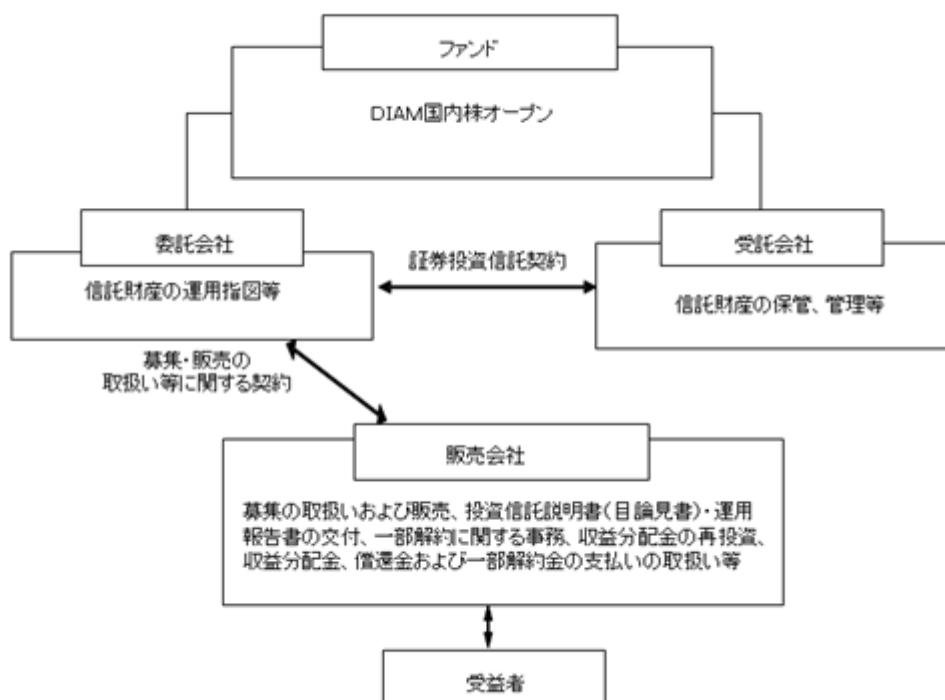 ファンド
DIAM国内株オープン
委託会社
信託財産の運用指図等
証券投資信託契約
受託会社
信託財産の保管、管理等
募集・販売の
取扱い等に関する契約
販売会社
募集の取扱いおよび販売、投資信託説明書(目論見書)・運用
報告書の交付、一部解約に関する事務、収益分配金の再投資、
収益分配金、償還金および一部解約金の支払いの取扱い等
受益者